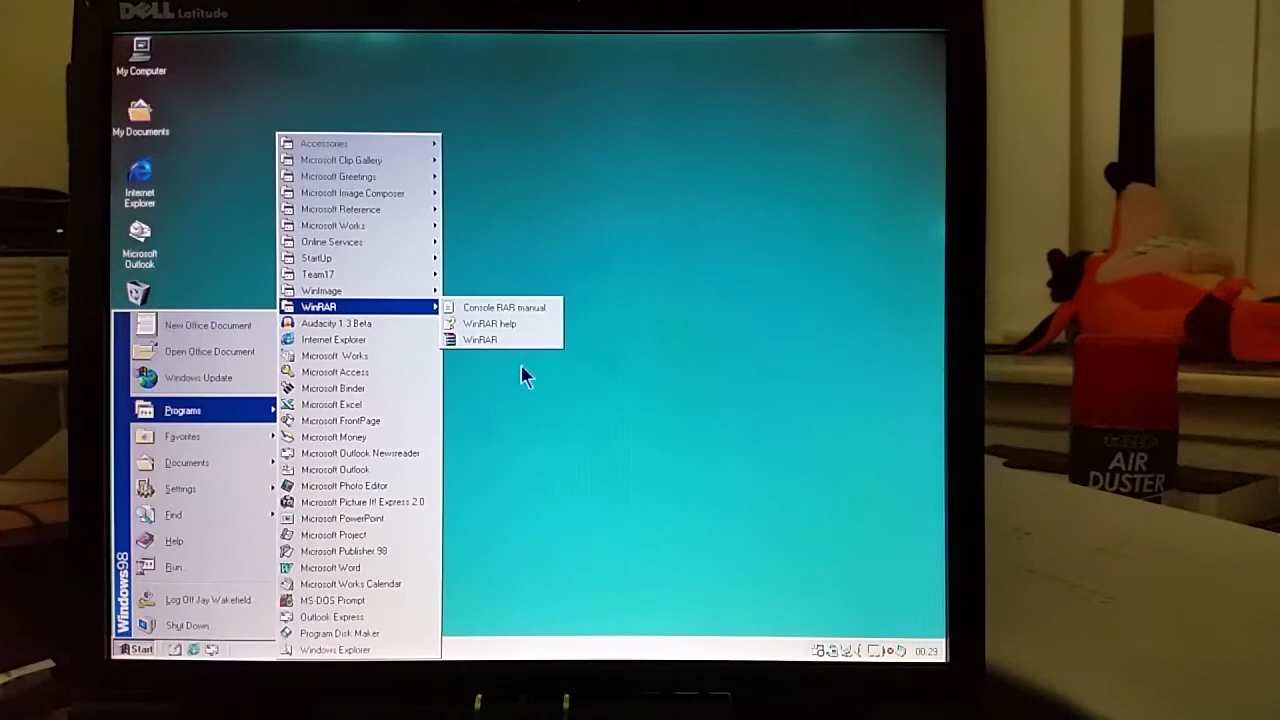 DELL Latitude
My Computer
My Documents
Internet
Explorer
Microsoft
Outlook
Accessories
Microsoft Clip Gallery
Microsoft Greetings
Microsoft Image Composer
Microsoft Reference
Microsoft Works
Online Services
StartUp
Team17
WinImage
WinRAR
Audacity 1.3 Beta
Internet Explorer
Microsoft Works
Microsoft Access
Microsoft Binder
Microsoft Excel
Microsoft FrontPage
Microsoft Money
Microsoft Outlook Newsreader
Microsoft Outlook
Microsoft Photo Editor
Microsoft Picture It! Express 2.0
Microsoft PowerPoint
Microsoft Project
Microsoft Publisher 98
Microsoft Word
Microsoft Works Calendar
MS-DOS Prompt
Outlook Express
Program Disk Maker
Windows Explorer
Console RAR manual
WinRAR help
WinRAR
New Office Document
Open Office Document
Windows Update
Programs
Favorites
Documents
Settings
Find
Help
Run...
Log Off Jay Wakefield...
Shut Down...
Windows98
Start
00:29
AIR
DUSTER